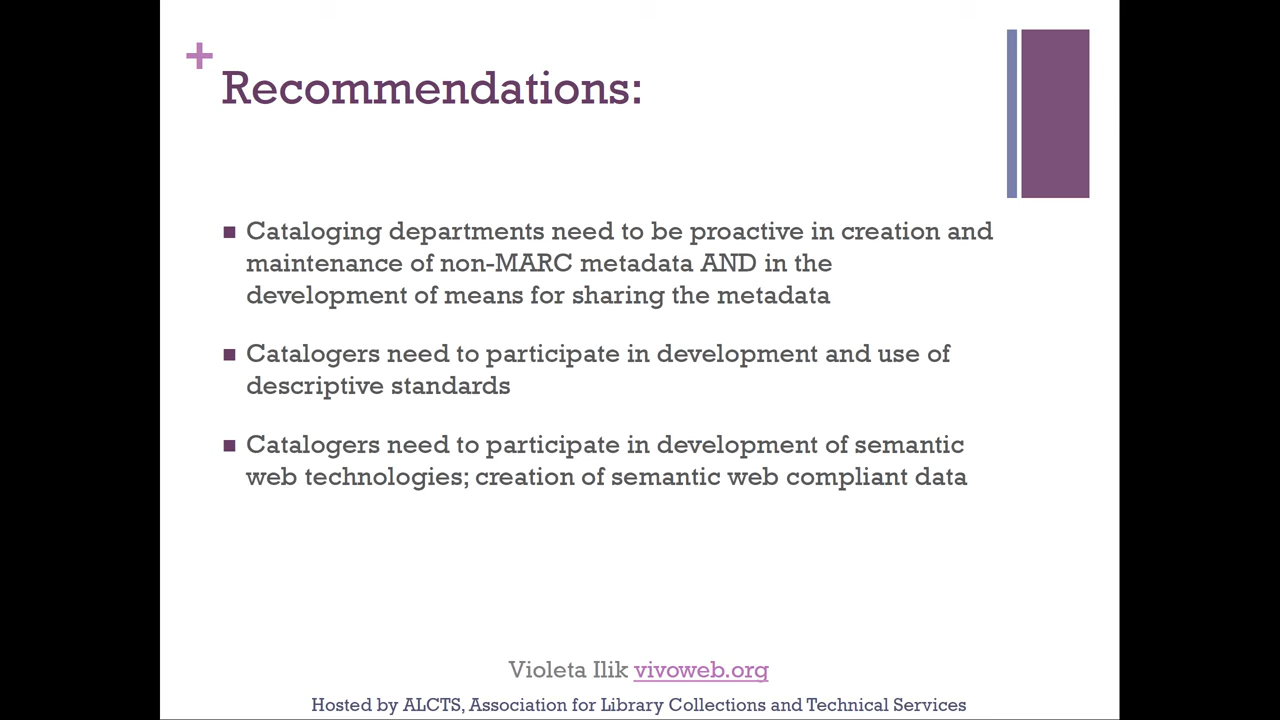 +
Recommendations:
■ Cataloging departments need to be proactive in creation and
maintenance of non-MARC metadata AND in the
development of means for sharing the metadata
■ Catalogers need to participate in development and use of
descriptive standards
■ Catalogers need to participate in development of semantic
web technologies; creation of semantic web compliant data
Violeta Ilik vivoweb.org
Hosted by ALCTS, Association for Library Collections and Technical Services